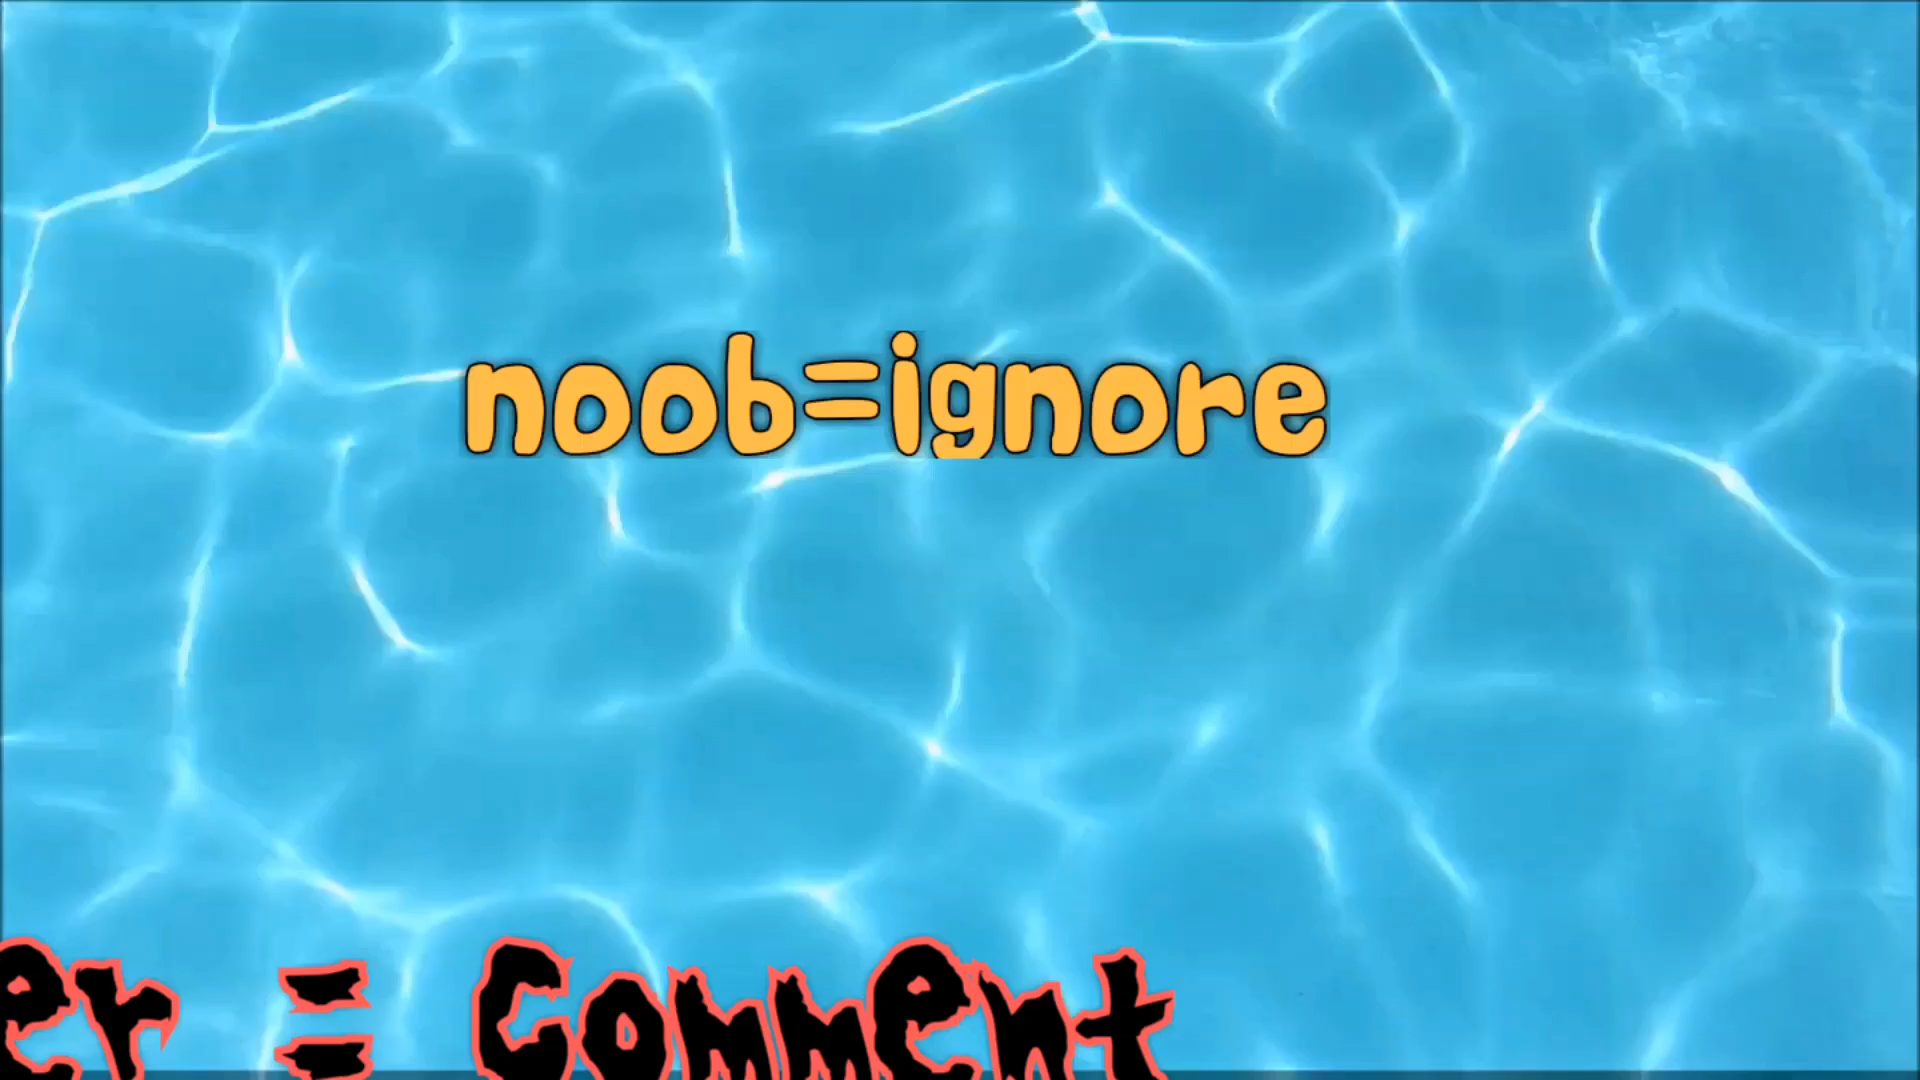 noob=ignore
er = Comment